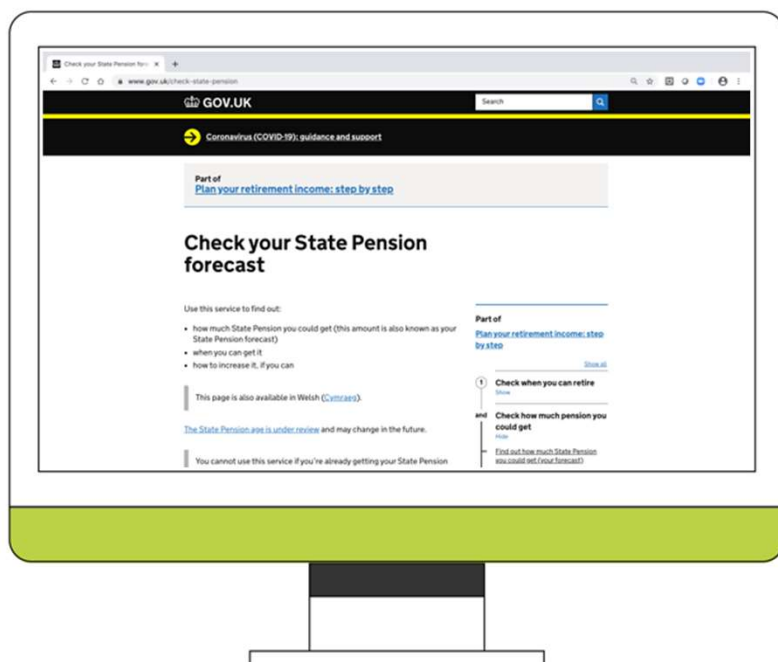 Check your State Pension fore
www.gov.uk/check-state-pension
GOV.UK
Search
Coronavirus (COVID-19): guidance and support
Part of
Plan your retirement income: step by step
Check your State Pension
forecast
Use this service to find out:
• how much State Pension you could get (this amount is also known as your
State Pension forecast)
• when you can get it
• how to increase it, if you can
This page is also available in Welsh (Cymraeg).
The State Pension age is under review and may change in the future.
You cannot use this service if you're already getting your State Pension
Part of
Plan your retirement income: step
by step
Show all
1 Check when you can retire
Show
and Check how much pension you
could get
Hide
Find out how much State Pension
you could get (your forecast)